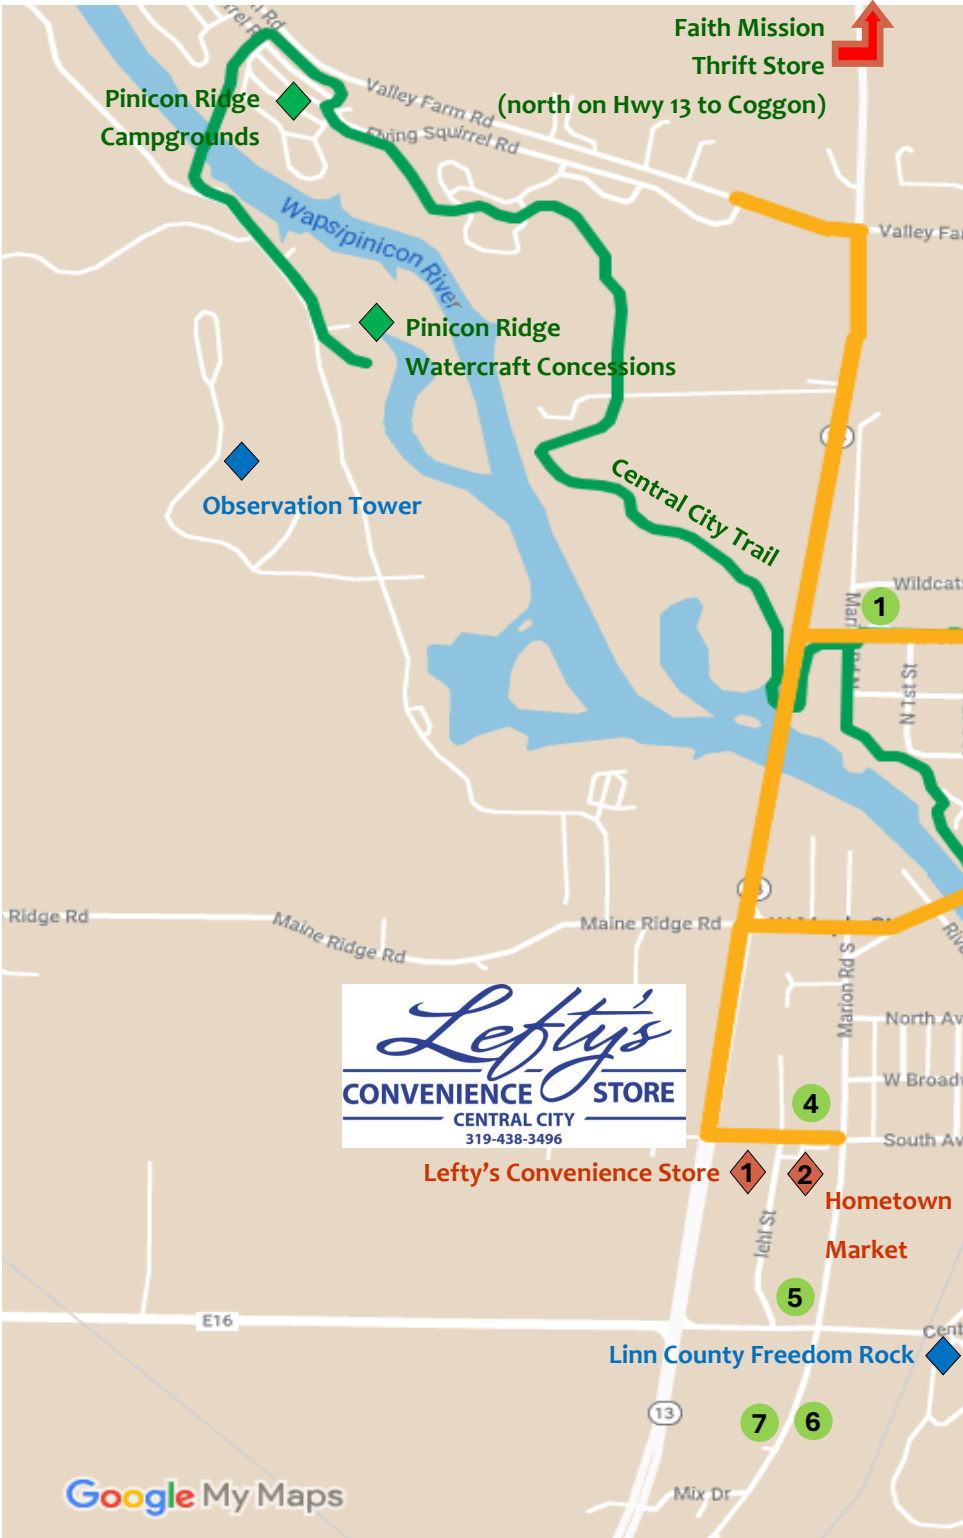 Faith Mission
Thrift Store
(north on Hwy 13 to Coggon)
Rd
Pinicon Ridge
Campgrounds
Valley Farm Rd
Flying Squirrel Rd
Wapsipinicon River
Valley Fa
Pinicon Ridge
Watercraft Concessions
Observation Tower
Central City Trail
Wildcat
1
N 1st St
Ridge Rd
Maine Ridge Rd
Maine Ridge Rd
Marion Rd S
Lefty's
CONVENIENCE STORE
CENTRAL CITY
319-438-3496
North Av
W Broadw
4
South Av
Lefty's Convenience Store 1
2
Hometown
Market
Iehl St
5
E16
Cent
Linn County Freedom Rock
13
7
6
Mix Dr
Google My Maps